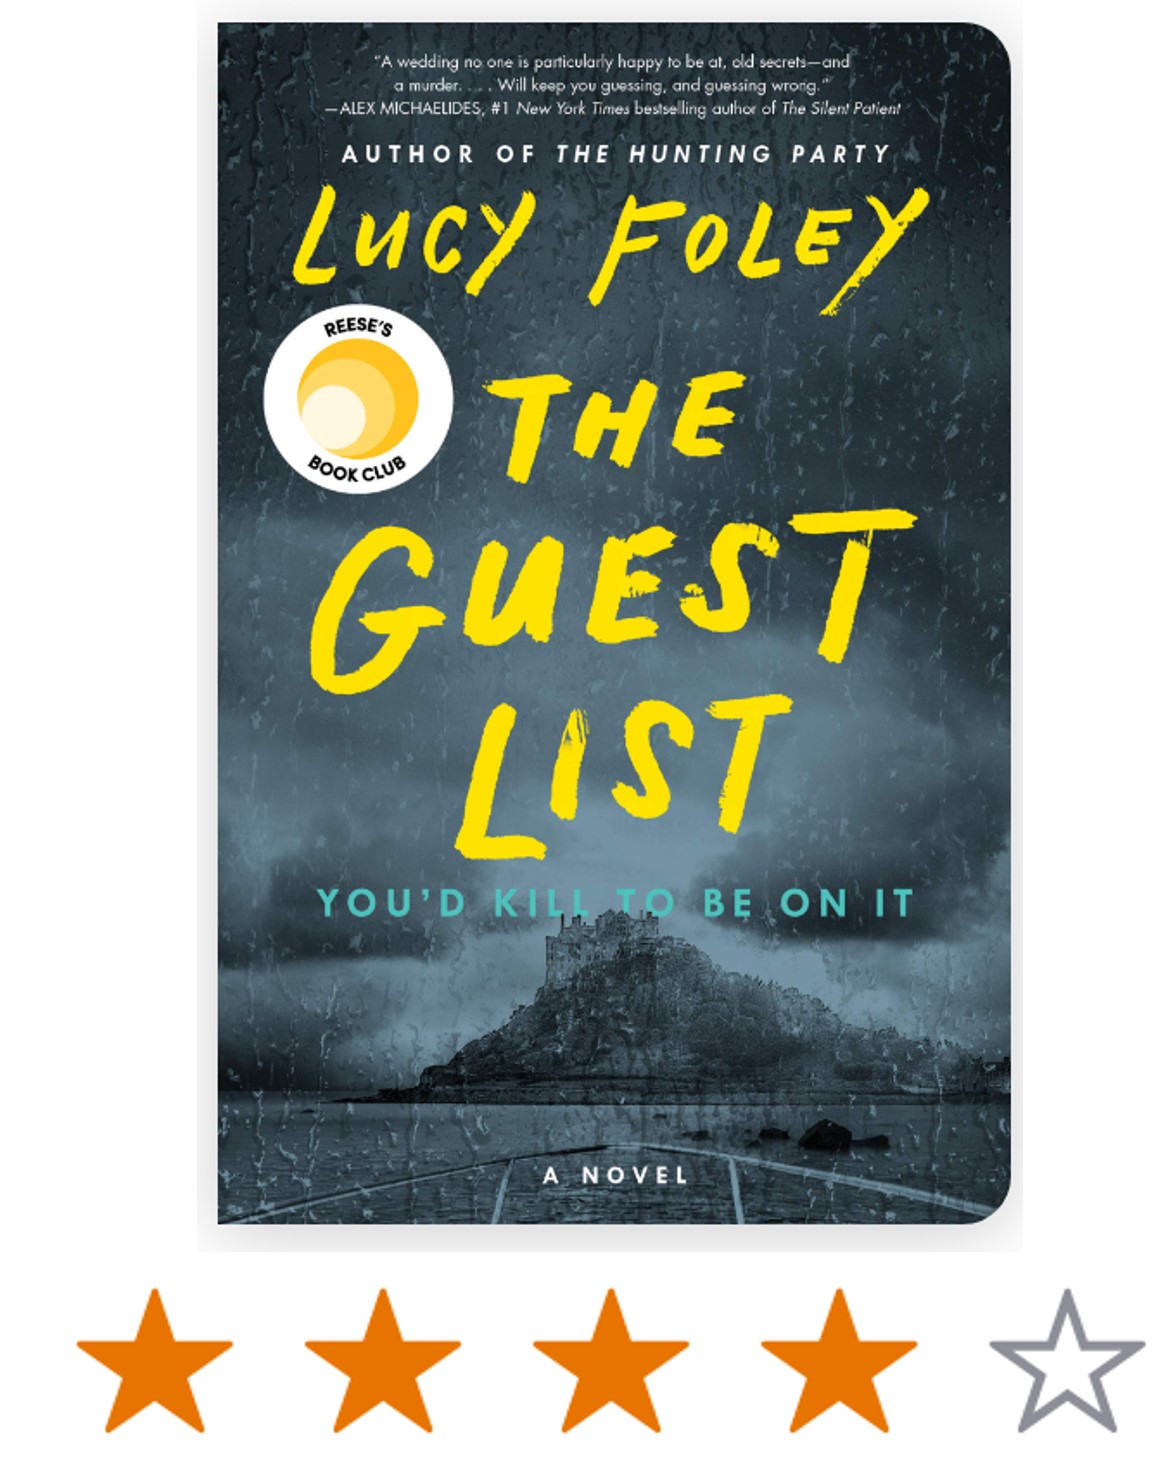 “A wedding no one is particularly happy to be at, old secrets—and
a murder. . . . Will keep you guessing, and guessing wrong.”
—ALEX MICHAELIDES, #1 New York Times bestselling author of The Silent Patient
AUTHOR OF THE HUNTING PARTY
LUCY FOLEY
REESE’S
BOOK CLUB
THE
GUEST
LIST
YOU’D KILL TO BE ON IT
A NOVEL